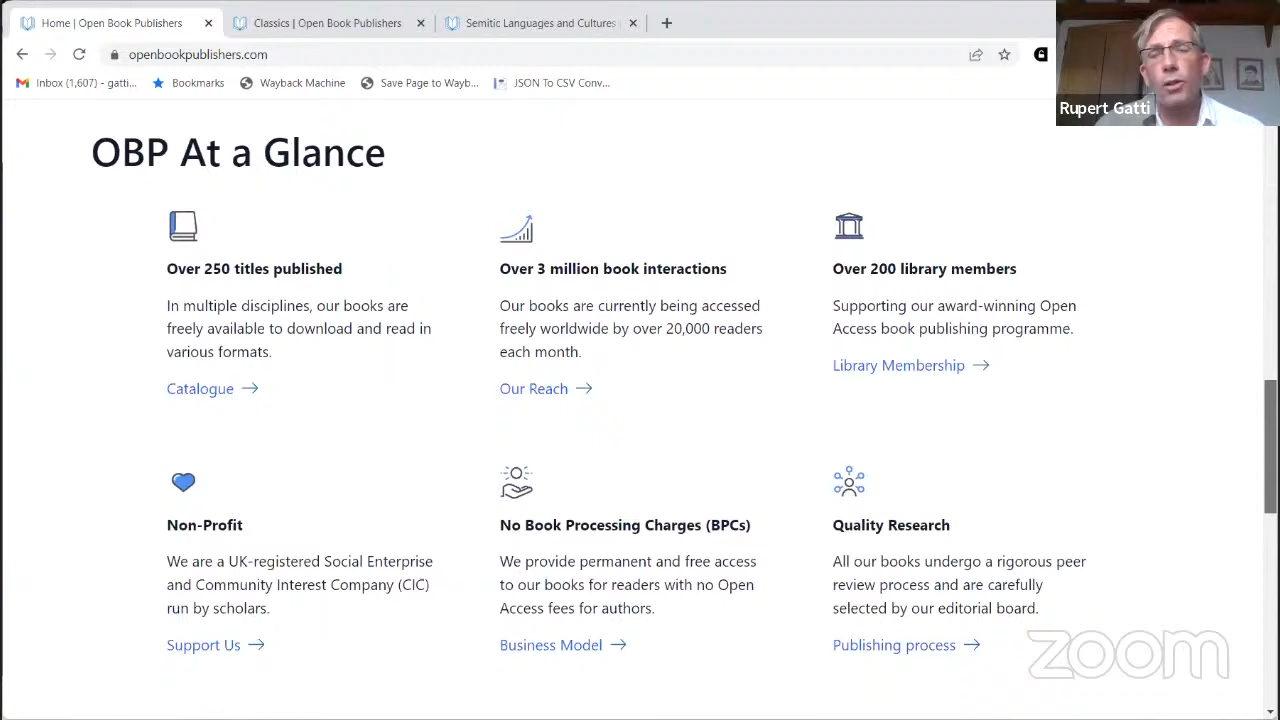 Home | Open Book Publishers
Classics | Open Book Publishers
Semitic Languages and Cultures
openbookpublishers.com
Inbox (1,607) - gatti...
Bookmarks
Wayback Machine
Save Page to Wayb...
JSON To CSV Conv...
Rupert Gatti
OBP At a Glance
Over 250 titles published
In multiple disciplines, our books are
freely available to download and read in
various formats.
Catalogue
Over 3 million book interactions
Our books are currently being accessed
freely worldwide by over 20,000 readers
each month.
Our Reach
Over 200 library members
Supporting our award-winning Open
Access book publishing programme.
Library Membership
Non-Profit
We are a UK-registered Social Enterprise
and Community Interest Company (CIC)
run by scholars.
Support Us
No Book Processing Charges (BPCs)
We provide permanent and free access
to our books for readers with no Open
Access fees for authors.
Business Model
Quality Research
All our books undergo a rigorous peer
review process and are carefully
selected by our editorial board.
Publishing process
zoom